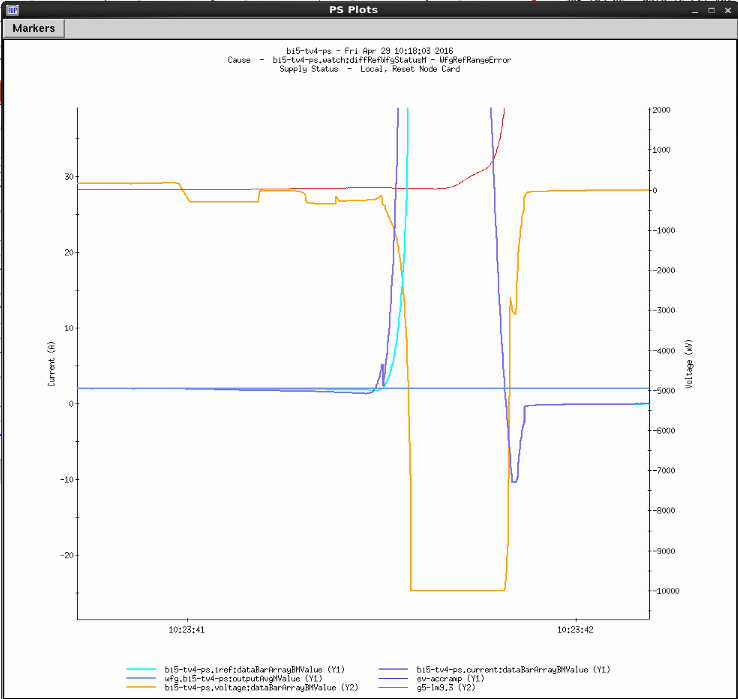 PS Plots
Markers
bi5-tv4-ps - Fri Apr 29 10:18:03 2016
Cause - bi5-tv4-ps.watch:diffRefWfgStatusM - WfgRefRangeError
Supply Status - Local, Reset Node Card
2000
1000
30
0
-1000
20
-2000
-3000
10
-4000
Current (A)
Voltage (mV)
-5000
0
-6000
-10
-7000
-8000
-20
-9000
-10000
10:23:41
10:23:42
bi5-tv4-ps.iref:dataBarArrayBMValue (Y1)
bi5-tv4-ps.current:dataBarArrayBMValue (Y1)
wfg.bi5-tv4-ps:outputAvgMValue (Y1)
ev-accramp (Y1)
bi5-tv4-ps.voltage:dataBarArrayBMValue (Y2)
g5-lm9.3 (Y2)